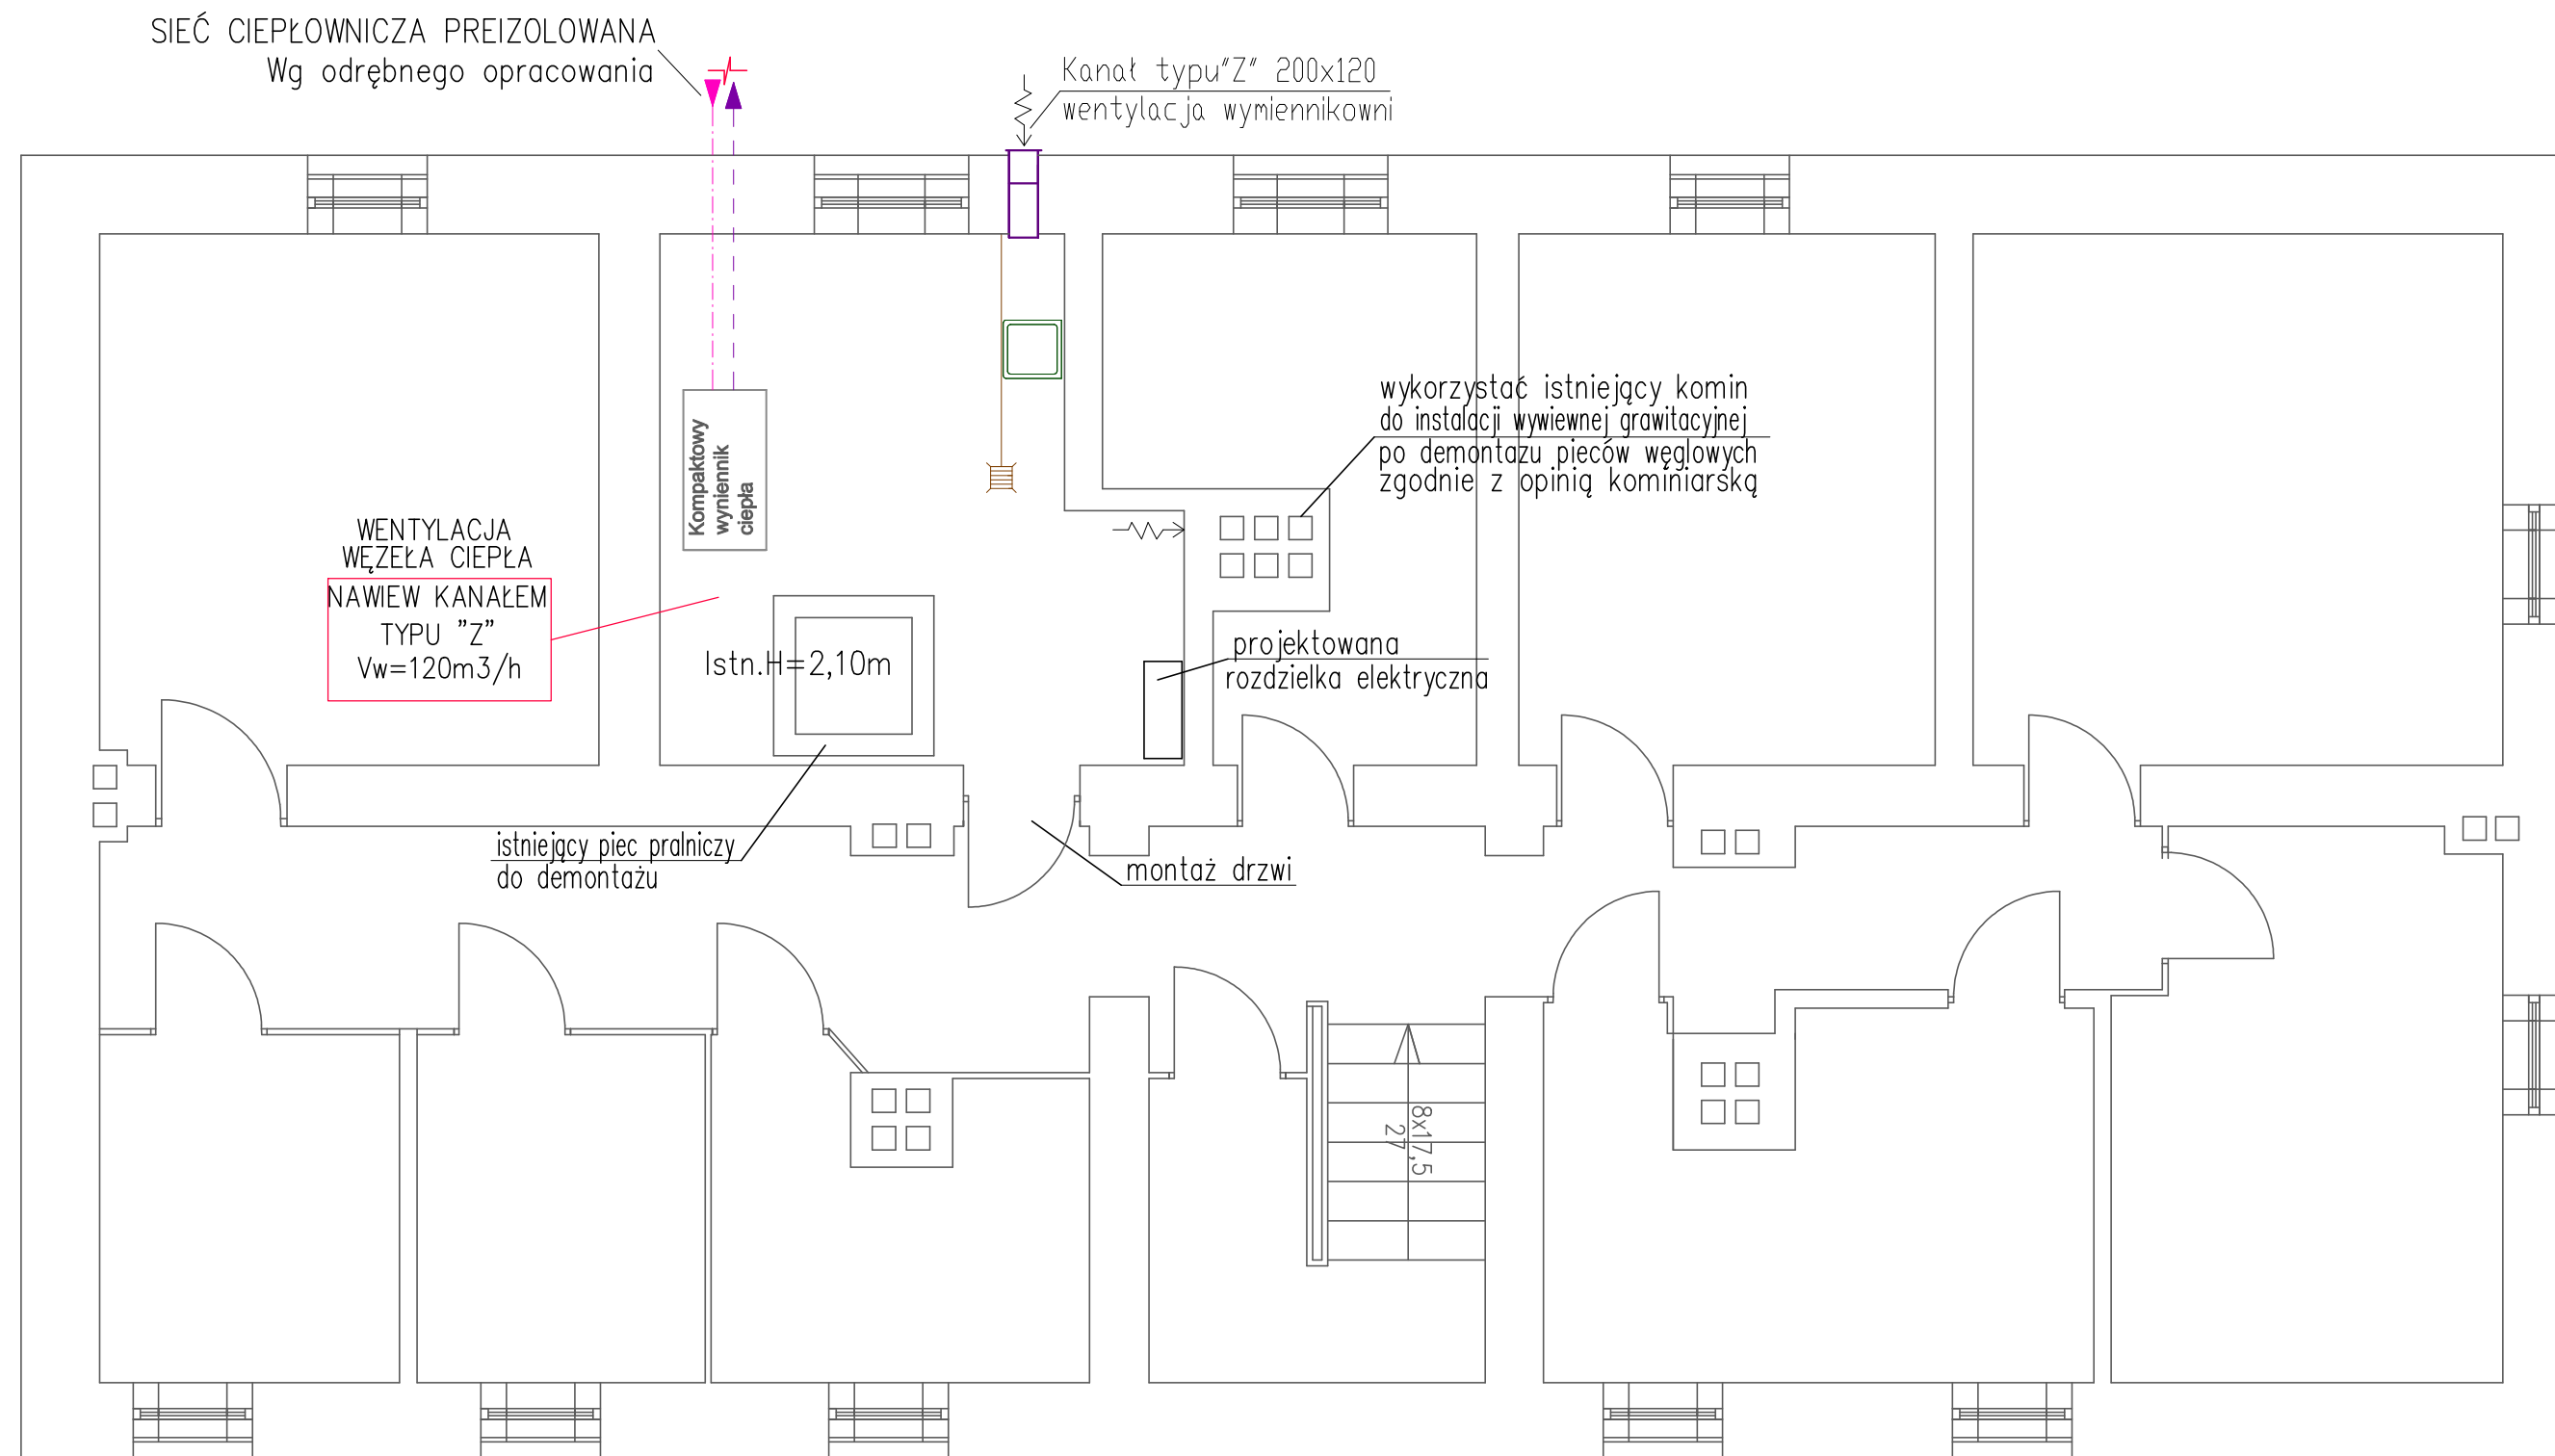 SIEĆ CIEPŁOWNICZA PREIZOLOWANA
Wg odrębnego opracowania
Kanał typu"Z" 200x120
wentylacja wymiennikowni
wykorzystać istniejący komin
do instalacji wywiewnej grawitacyjnej
po demontażu pieców węglowych
zgodnie z opinią kominiarską
Kompaktowy
wyniennik
ciepła
WENTYLACJA
WĘZEŁA CIEPŁA
NAWIEW KANAŁEM
TYPU "Z"
Vw=120m3/h
Istn.H=2,10m
projektowana
rozdzielka elektryczna
istniejący piec pralniczy
do demontażu
montaż drzwi
8x17,5
27